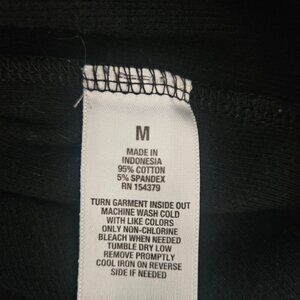 M
MADE IN
INDONESIA
95% COTTON
5% SPANDEX
RN 154379
TURN GARMENT INSIDE OUT
MACHINE WASH COLD
WITH LIKE COLORS
ONLY NON-CHLORINE
BLEACH WHEN NEEDED
TUMBLE DRY LOW
REMOVE PROMPTLY
COOL IRON ON REVERSE
SIDE IF NEEDED